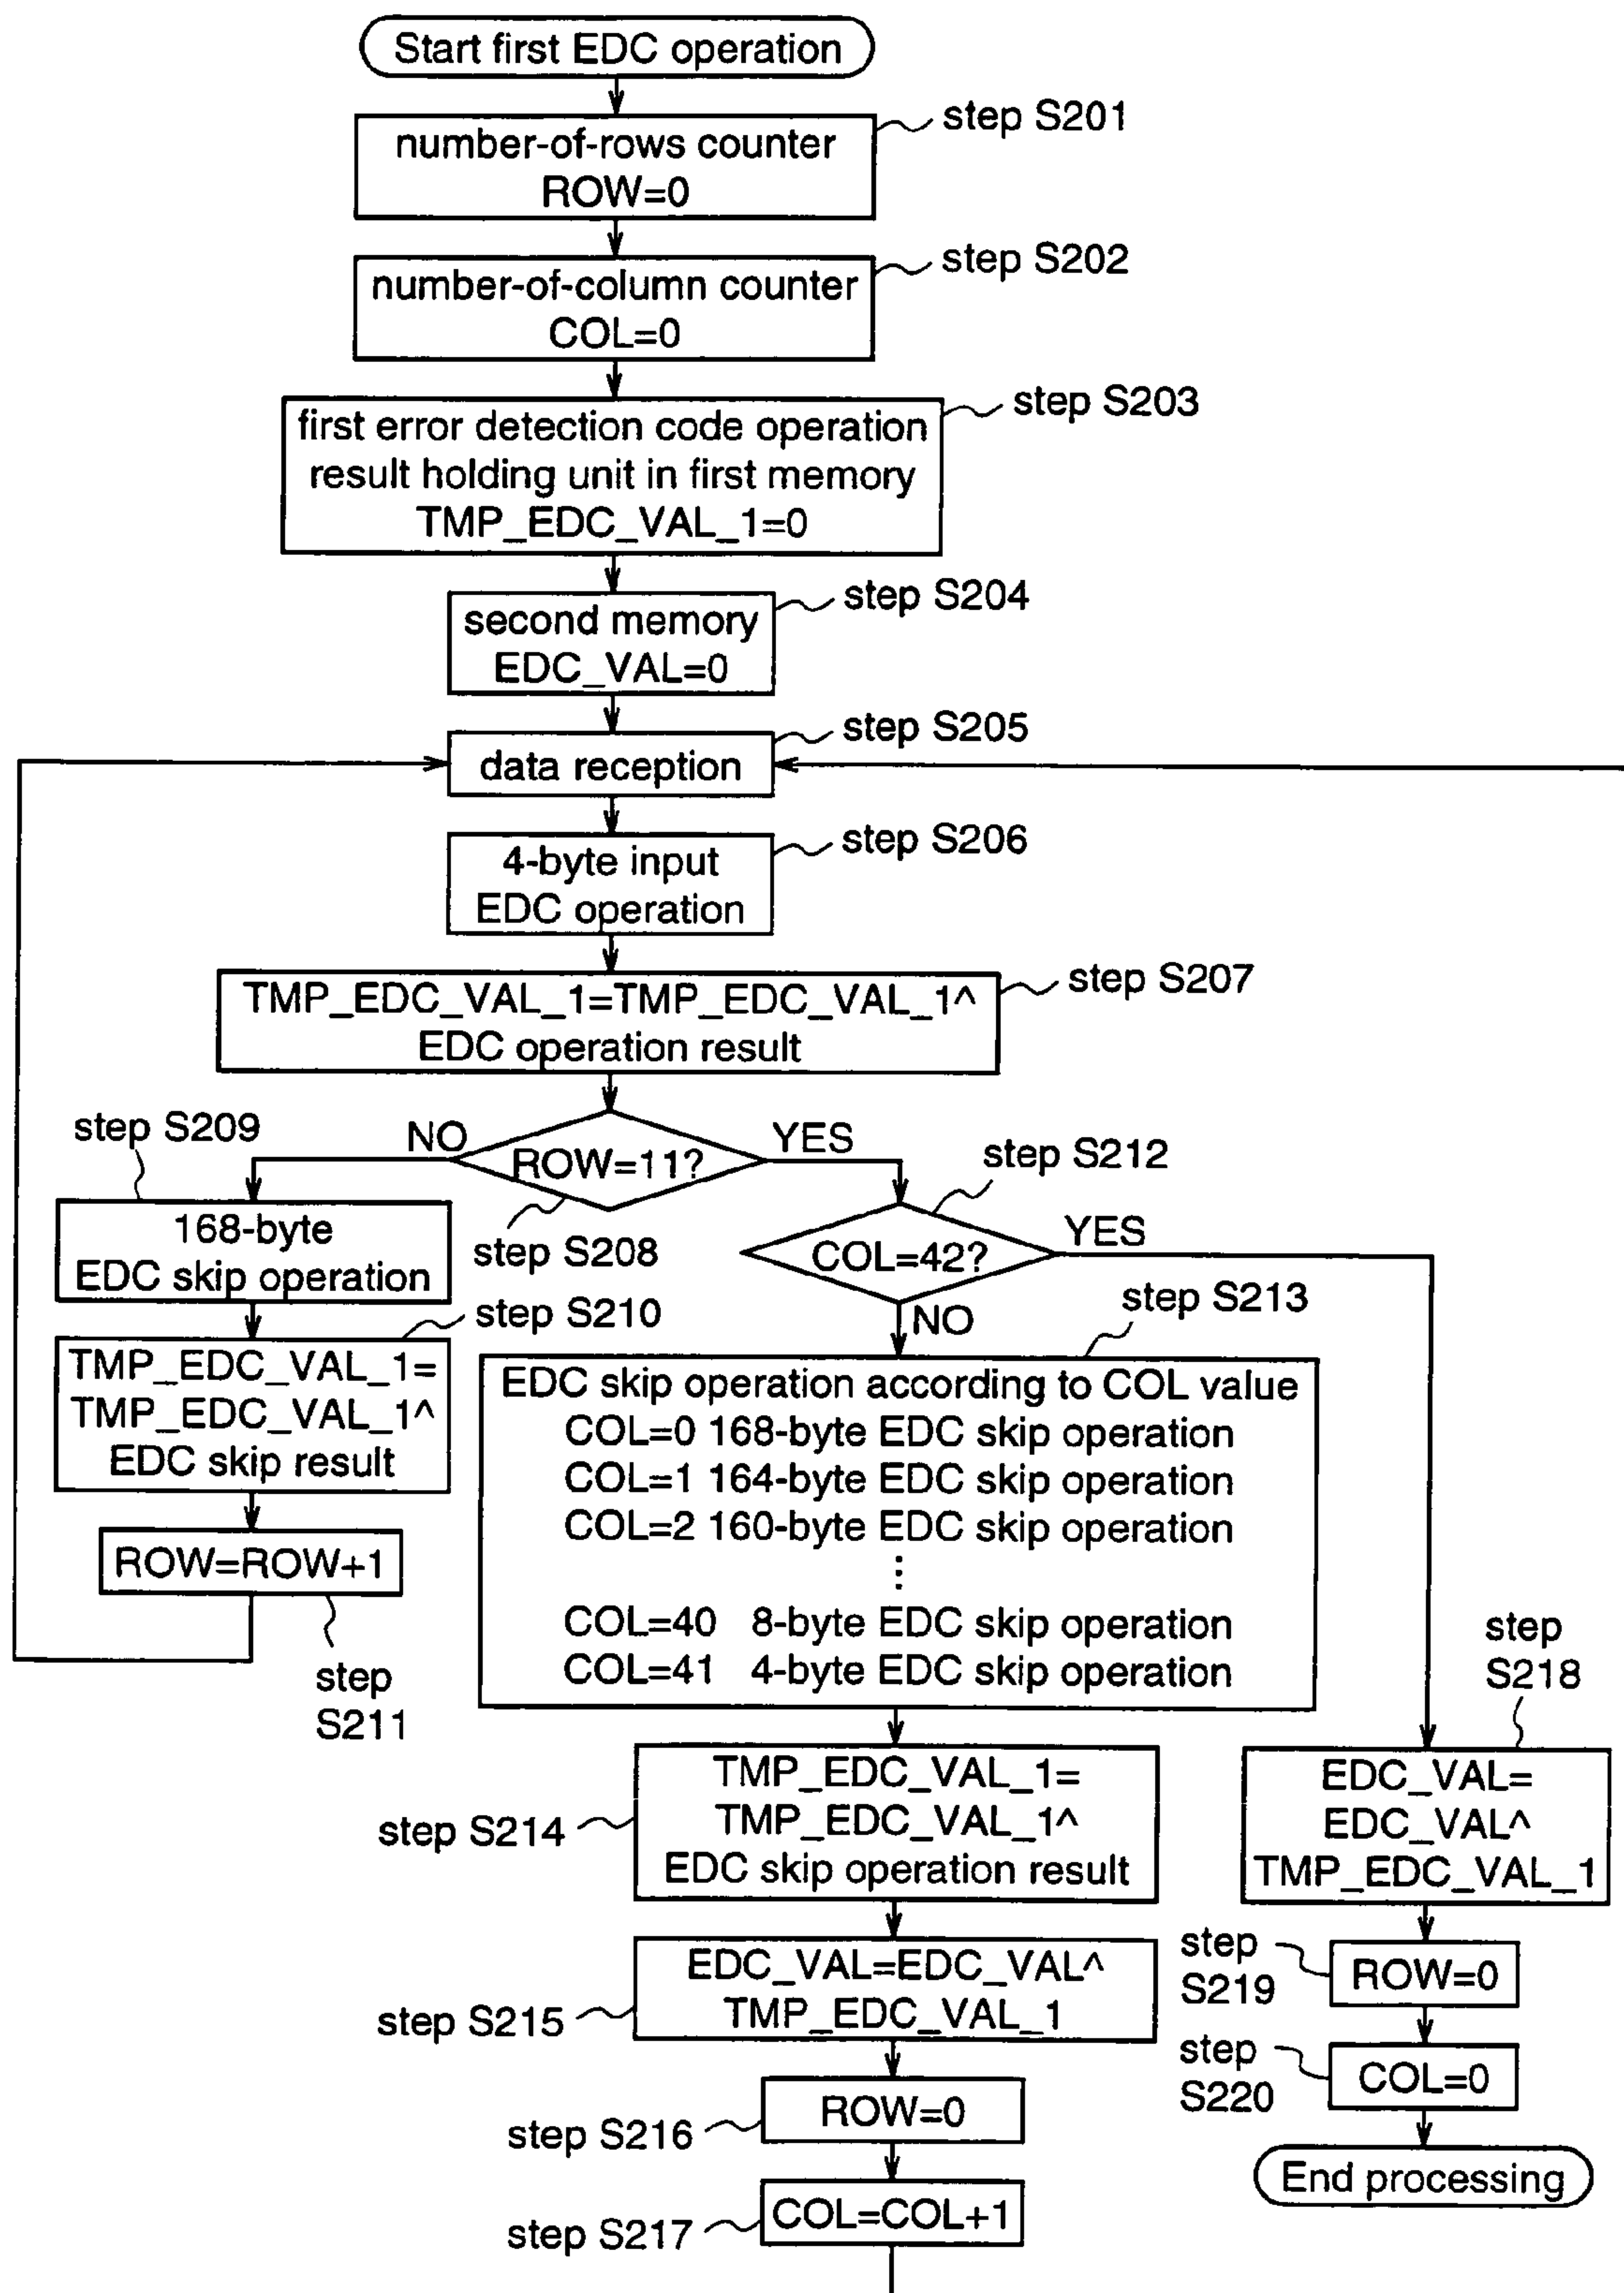 Start first EDC operation
step S201
number-of-rows counter
ROW=0
step S202
number-of-column counter
COL=0
step S203
first error detection code operation
result holding unit in first memory
TMP_EDC_VAL_1=0
step S204
second memory
EDC_VAL=0
step S205
data reception
step S206
4-byte input
EDC operation
step S207
TMP_EDC_VAL_1=TMP_EDC_VAL_1^
EDC operation result
step S208
ROW=11?
NO
YES
step S209
168-byte
EDC skip operation
step S210
TMP_EDC_VAL_1=
TMP_EDC_VAL_1^
EDC skip result
ROW=ROW+1
step
S211
step S212
COL=42?
YES
NO
step S213
EDC skip operation according to COL value
COL=0 168-byte EDC skip operation
COL=1 164-byte EDC skip operation
COL=2 160-byte EDC skip operation
⋮
COL=40 8-byte EDC skip operation
COL=41 4-byte EDC skip operation
step S214
TMP_EDC_VAL_1=
TMP_EDC_VAL_1^
EDC skip operation result
step S215
EDC_VAL=EDC_VAL^
TMP_EDC_VAL_1
step S216
ROW=0
step S217
COL=COL+1
step
S218
EDC_VAL=
EDC_VAL^
TMP_EDC_VAL_1
step
S219
ROW=0
step
S220
COL=0
End processing